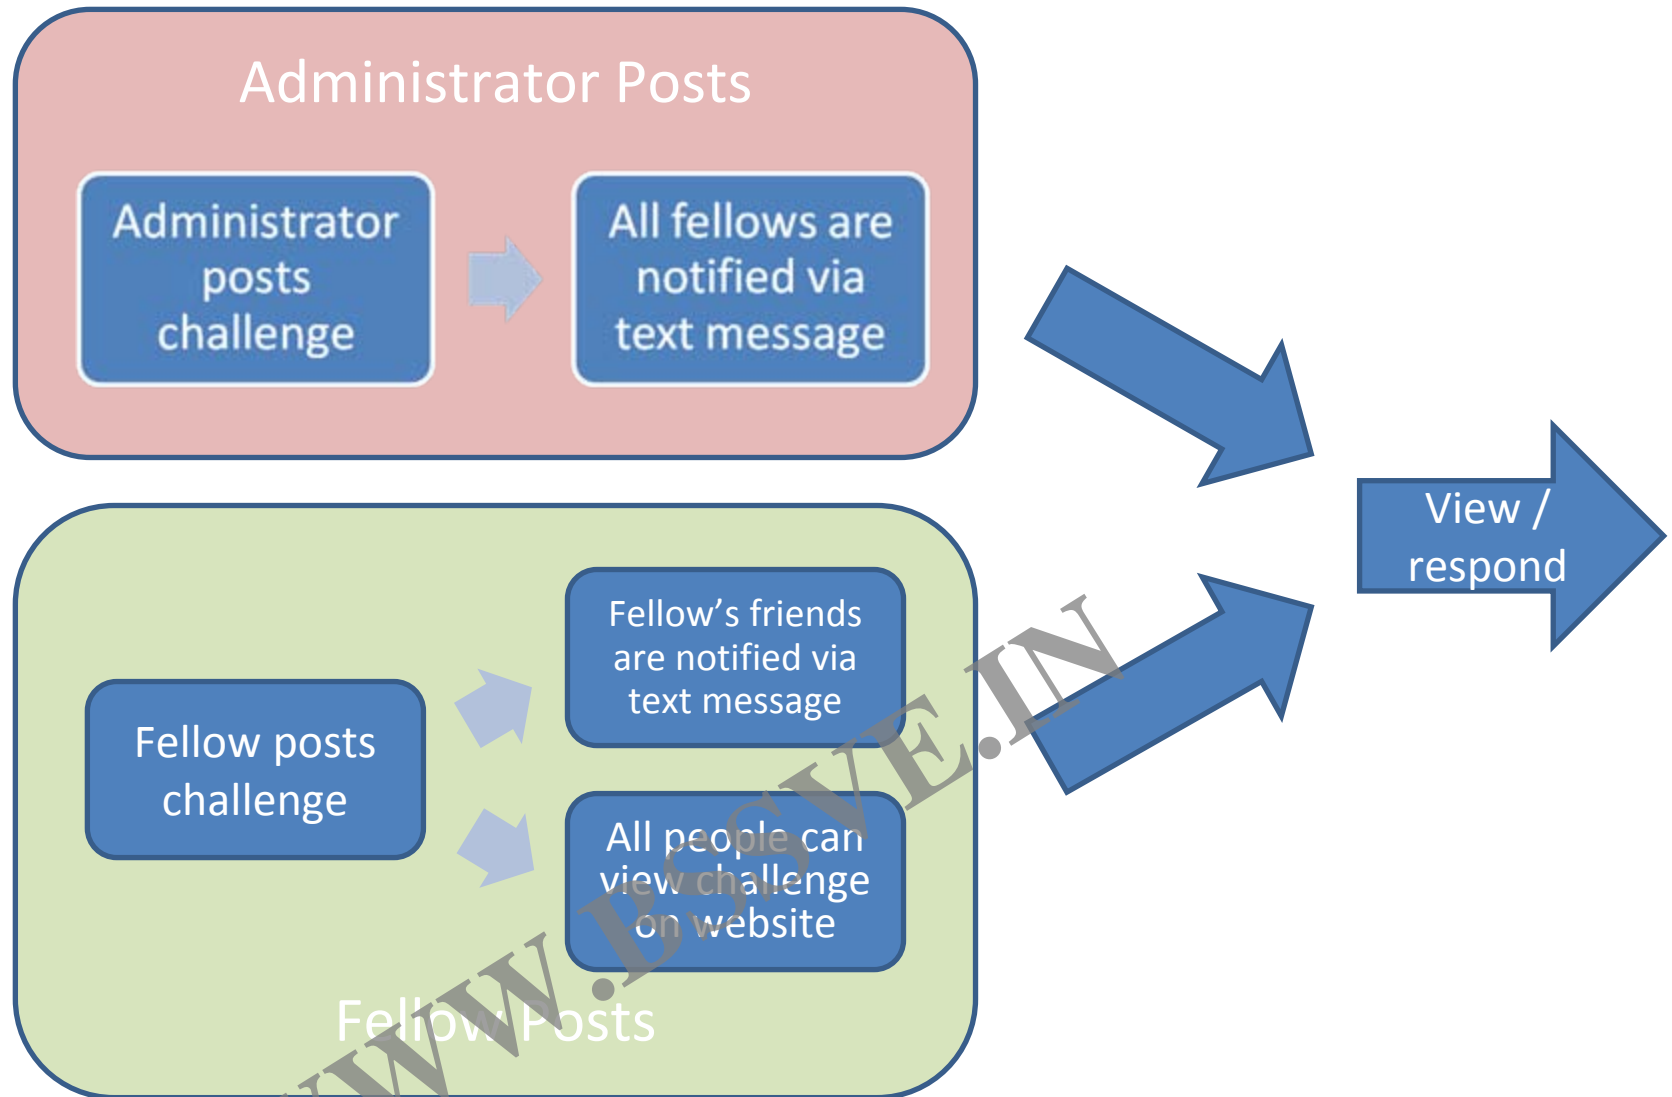 Administrator Posts
Administrator
posts
challenge
All fellows are
notified via
text message
View /
respond
Fellow’s friends
are notified via
text message
Fellow posts
challenge
All people can
view challenge
on website
Fellow Posts
WWW.BSSVE.IN